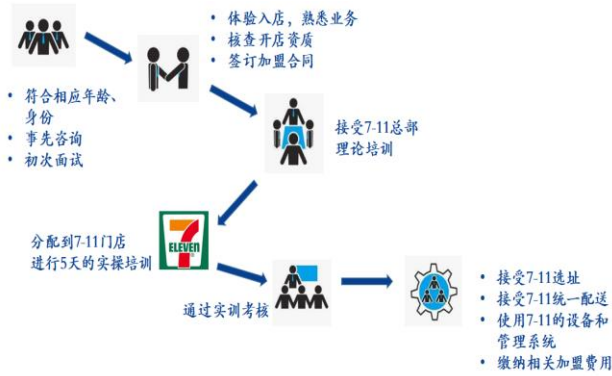 • 体验入店，熟悉业务
• 核查开店资质
• 签订加盟合同
• 符合相应年龄、
身份
• 事先咨询
• 初次面试
接受7-11总部
理论培训
分配到7-11门店
进行5天的实操培训
7
ELEVEN
®
通过实训考核
• 接受7-11选址
• 接受7-11统一配送
• 使用7-11的设备和
管理系统
• 缴纳相关加盟费用